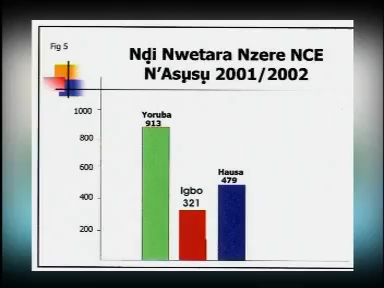 Fig 5
Nḍi Nwetara Nzere NCE
N'Asụsụ 2001/2002
1000
800
600
400
200
Yoruba
913
Igbo
321
Hausa
479